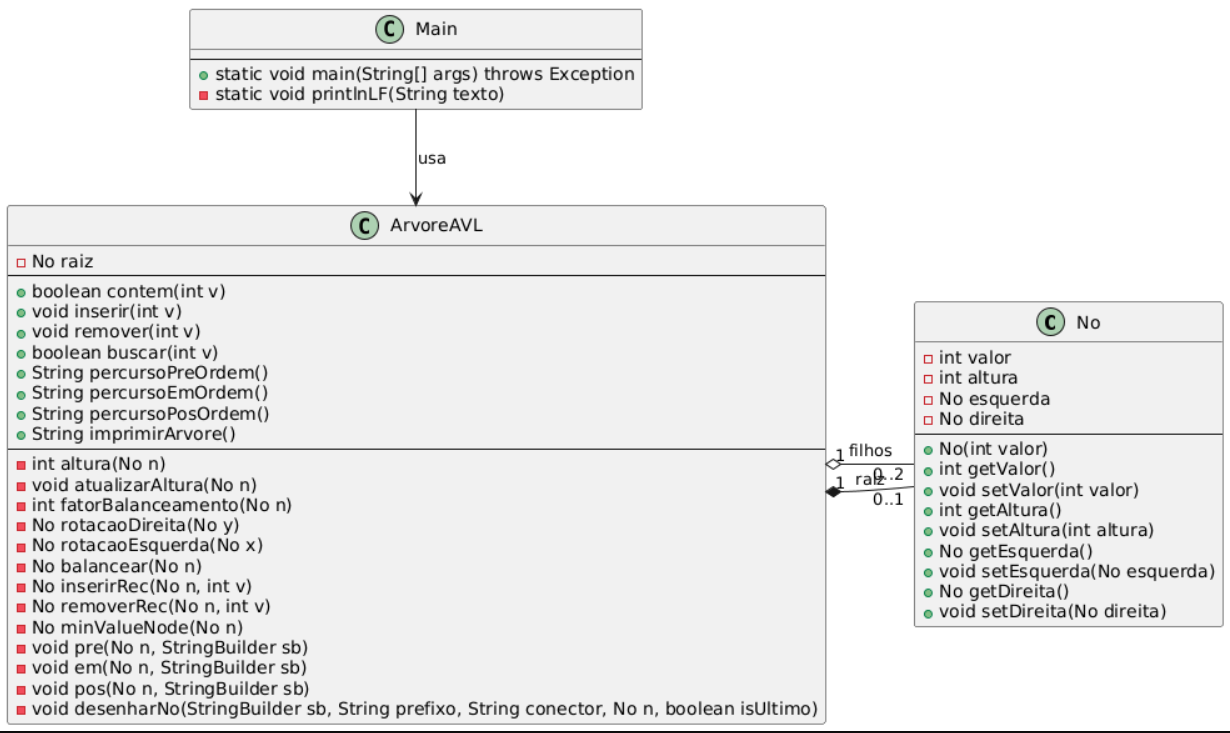 C Main
static void main(String[] args) throws Exception
static void printlnLF(String texto)
usa
C ArvoreAVL
No raiz
boolean contem(int v)
void inserir(int v)
void remover(int v)
boolean buscar(int v)
String percursoPreOrdem()
String percursoEmOrdem()
String percursoPosOrdem()
String imprimirArvore()
int altura(No n)
void atualizarAltura(No n)
int fatorBalanceamento(No n)
No rotacaoDireita(No y)
No rotacaoEsquerda(No x)
No balancear(No n)
No inserirRec(No n, int v)
No removerRec(No n, int v)
No minValueNode(No n)
void pre(No n, StringBuilder sb)
void em(No n, StringBuilder sb)
void pos(No n, StringBuilder sb)
void desenharNo(StringBuilder sb, String prefixo, String conector, No n, boolean isUltimo)
1 filhos
0..2
1 raiz
0..1
C No
int valor
int altura
No esquerda
No direita
No(int valor)
int getValor()
void setValor(int valor)
int getAltura()
void setAltura(int altura)
No getEsquerda()
void setEsquerda(No esquerda)
No getDireita()
void setDireita(No direita)